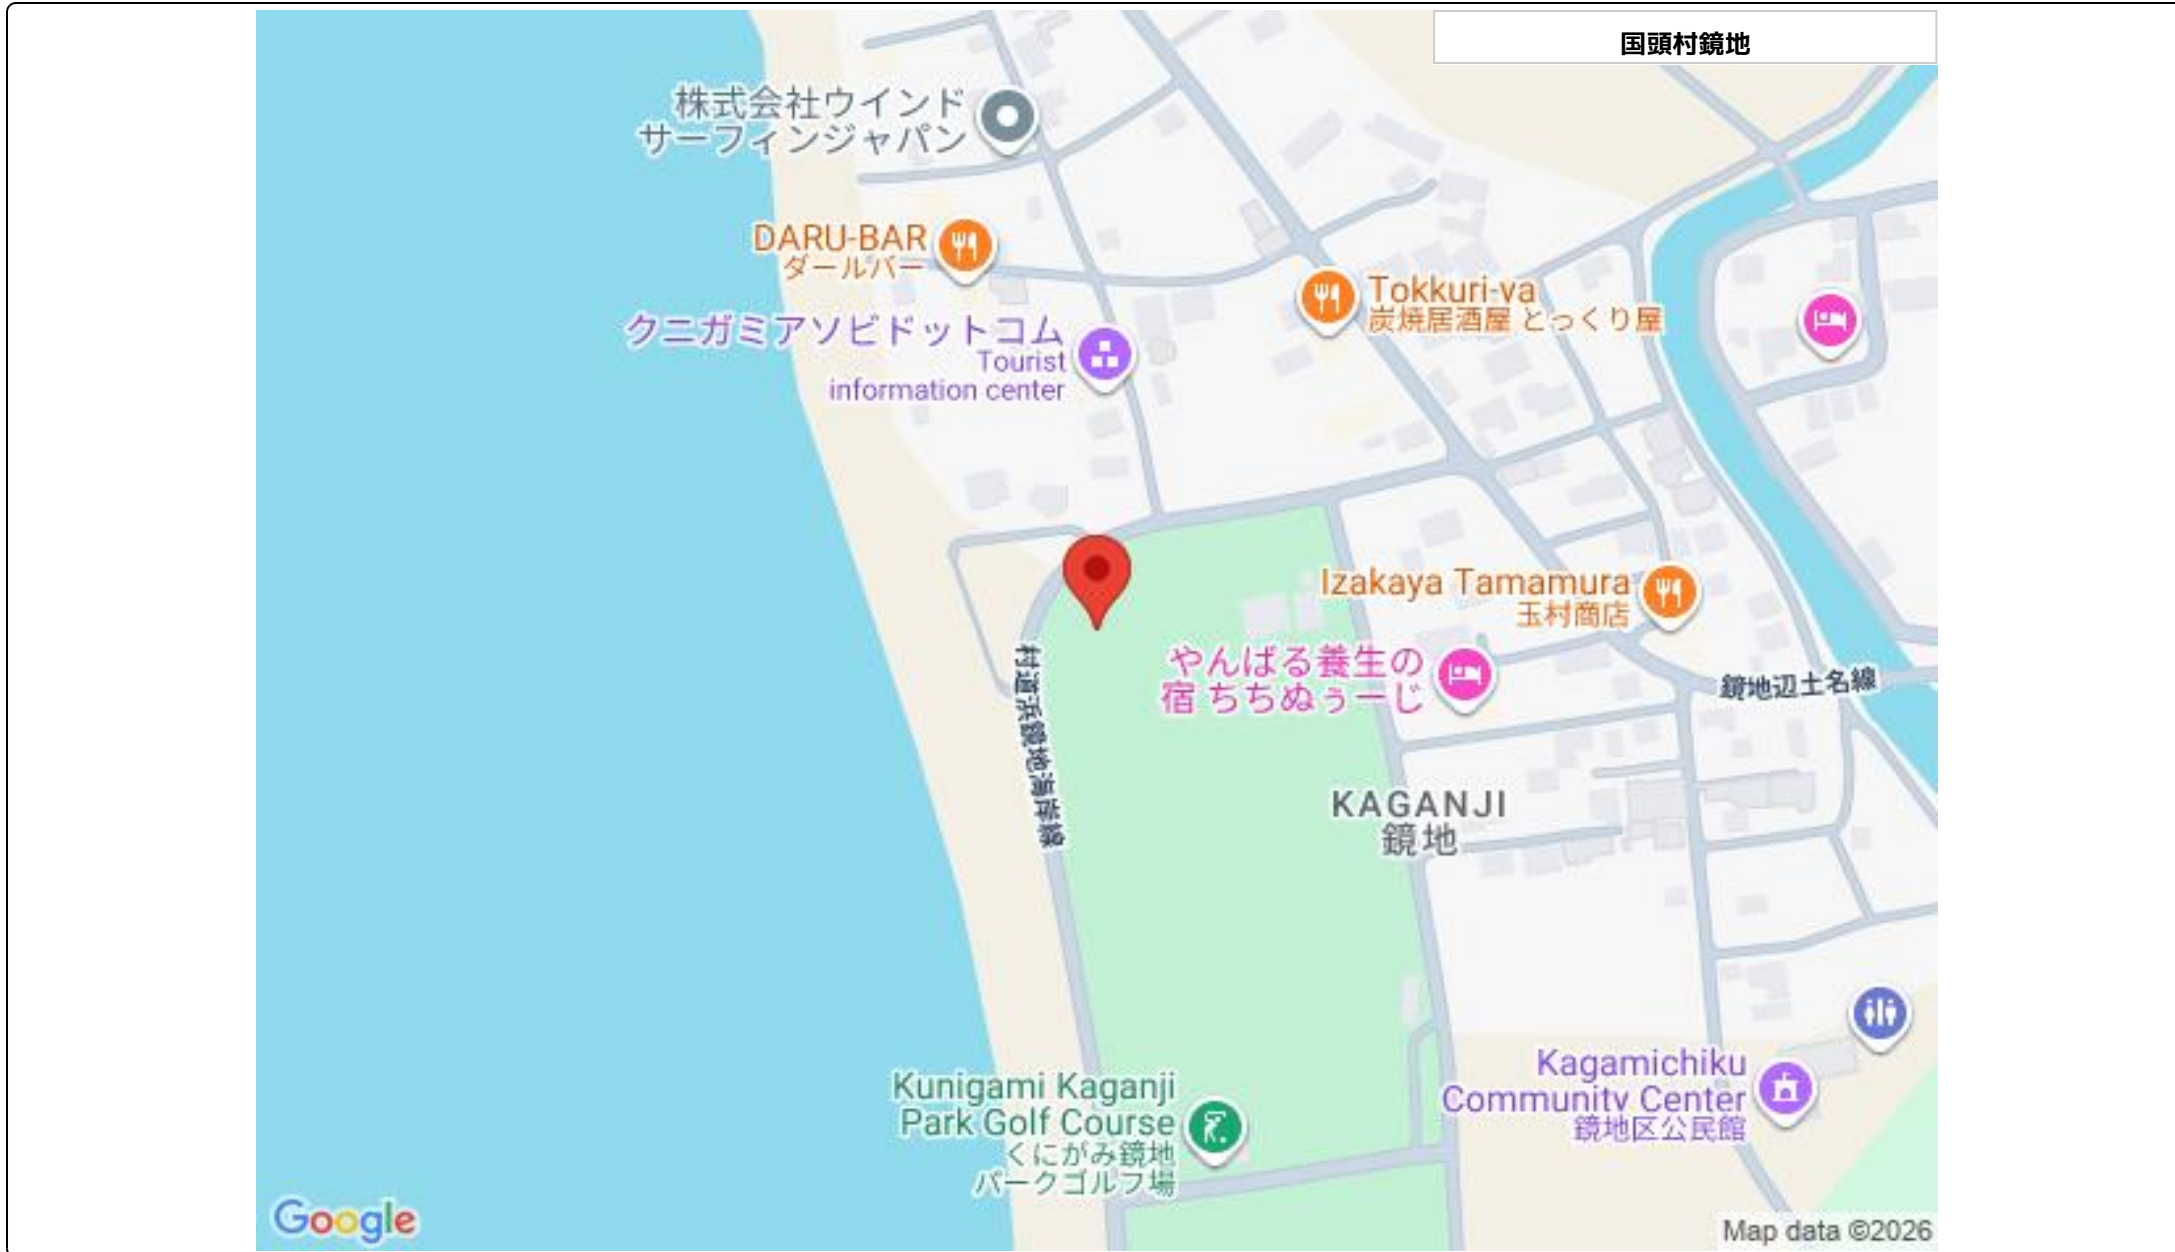 国頭村鏡地
株式会社ウインド
サーフィンジャパン
DARU-BAR
ダールバー
Tokkuri-ya
炭焼居酒屋 とっくり屋
クニガミアソビドットコム
Tourist
information center
Izakaya Tamamura
玉村商店
やんばる養生の
宿 ちちぬぅーじ
鏡地辺土名線
村道浜鏡地海岸線
KAGANJI
鏡地
Kunigami Kaganji
Park Golf Course
くにがみ鏡地
パークゴルフ場
Kagamichiku
Community Center
鏡地区公民館
Google
Map data ©2026